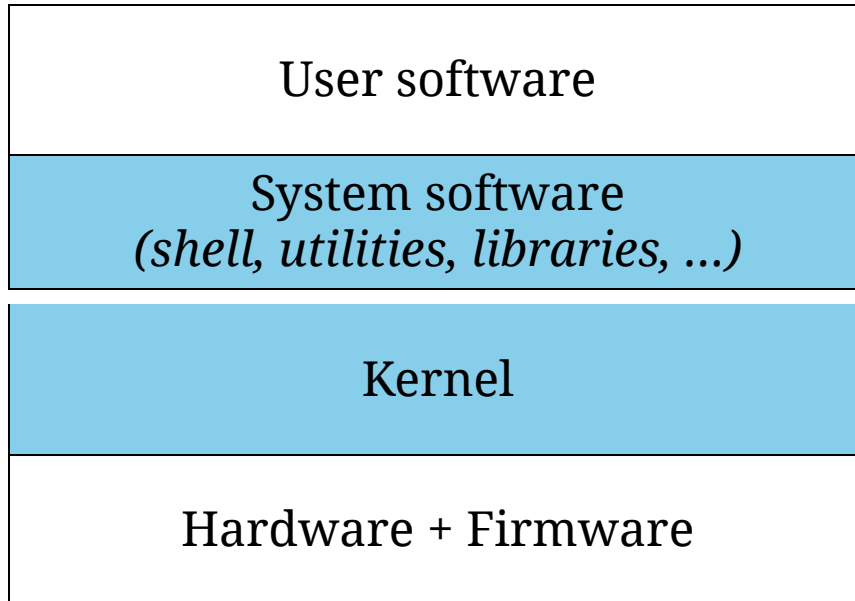 User software
System software
(shell, utilities, libraries, …)
Kernel
Hardware + Firmware